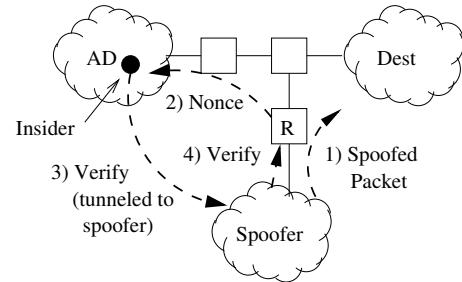 AD
Dest
2) Nonce
Insider
R
3) Verify
(tunneled to
spoofer)
4) Verify
1) Spoofed
Packet
Spoofer